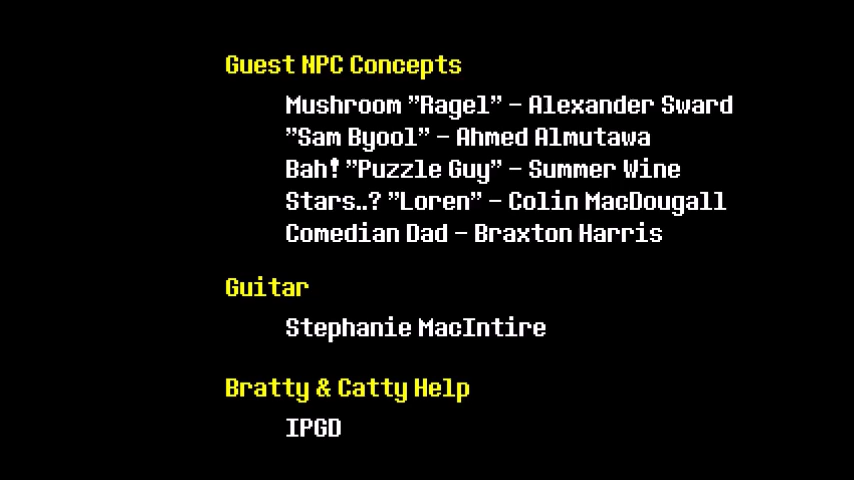 Guest NPC Concepts
Mushroom "Ragel" - Alexander Sward
"Sam Byool" - Ahmed Almutawa
Bah! "Puzzle Guy" - Summer Wine
Stars..? "Loren" - Colin MacDougall
Comedian Dad - Braxton Harris
Guitar
Stephanie MacIntire
Bratty & Catty Help
IPGD